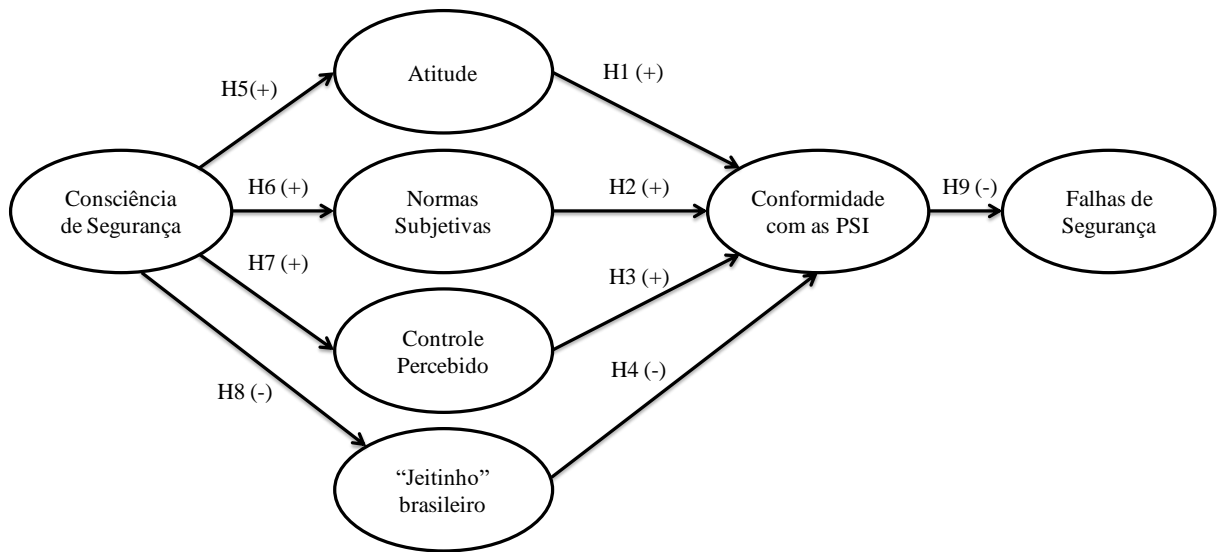 Atitude
H1 (+)
H5(+)
Consciência
de Segurança
H6 (+)
Normas
Subjetivas
H2 (+)
Conformidade
com as PSI
H9 (-)
Falhas de
Segurança
H7 (+)
H3 (+)
Controle
Percebido
H8 (-)
H4 (-)
“Jeitinho”
brasileiro